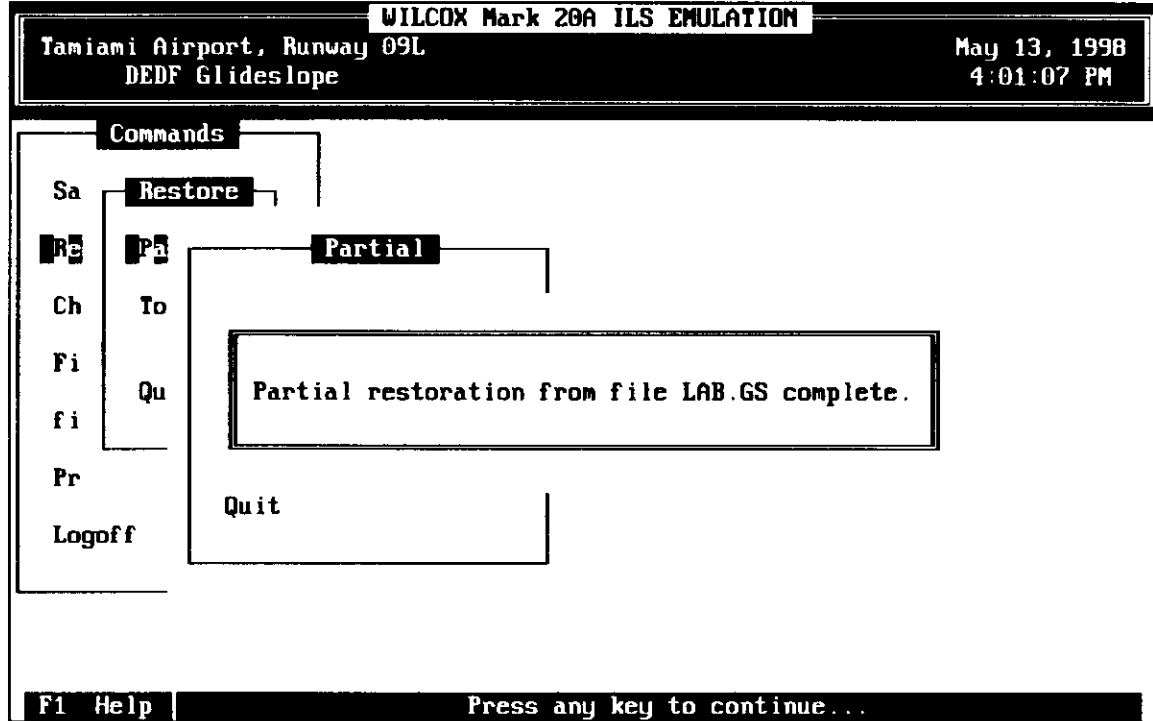 WILCOX Mark 20A ILS EMULATION
Tamiami Airport, Runway 09L May 13, 1998
DEDF Glideslope 4:01:07 PM
Commands
Sa Restore
Re Pa Partial
Ch To
Partial restoration from file LAB.GS complete.
Fi
Qu
fi
Pr
Quit
Logoff
F1 Help Press any key to continue...